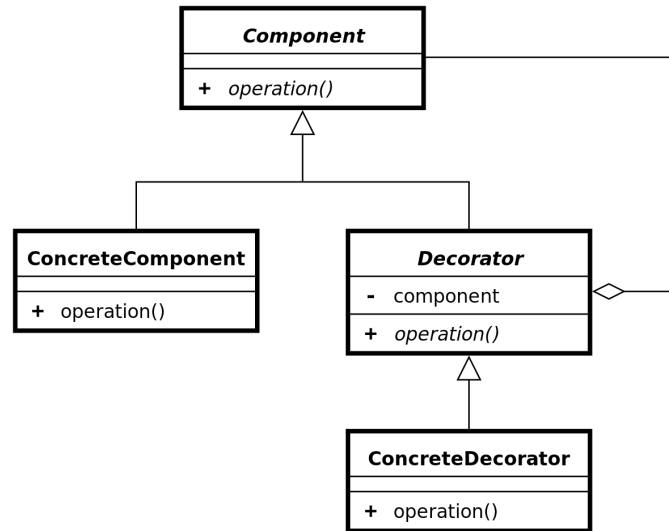 Component
+ operation()
ConcreteComponent
+ operation()
Decorator
- component
+ operation()
ConcreteDecorator
+ operation()